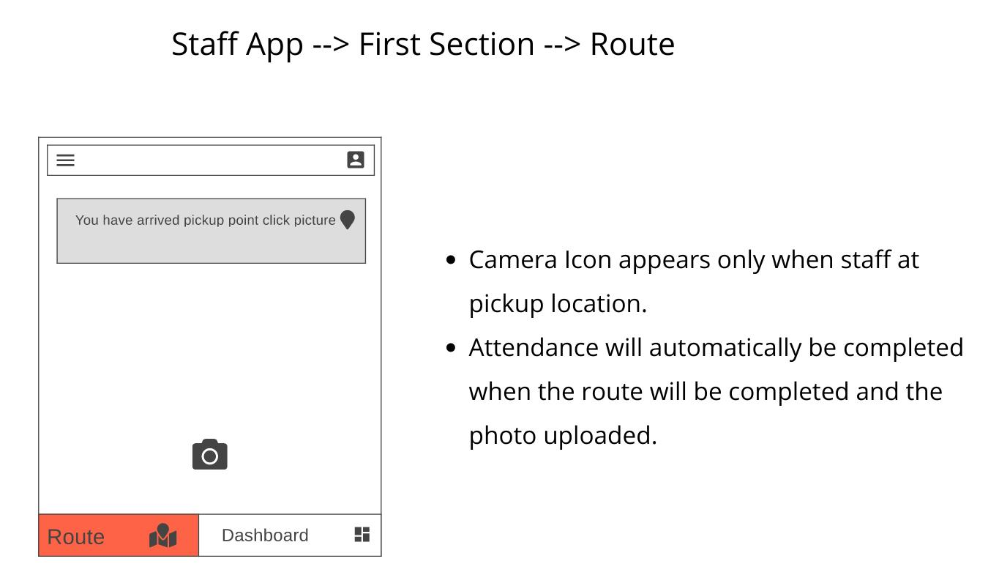 Staff App --> First Section --> Route
You have arrived pickup point click picture
Route
Dashboard
• Camera Icon appears only when staff at
pickup location.
• Attendance will automatically be completed
when the route will be completed and the
photo uploaded.